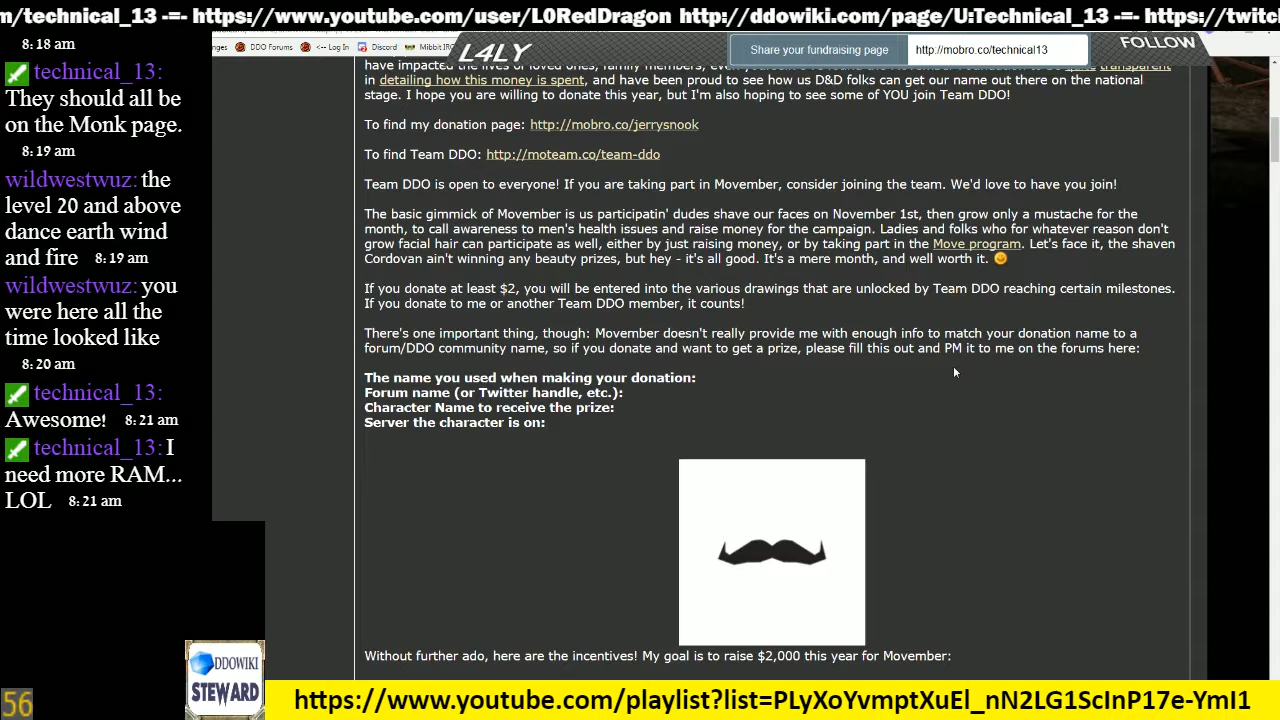 m/technical_13 -=- https://www.youtube.com/user/L0RedDragon http://ddowiki.com/page/U:Technical_13 -=- https://twitch
8:18 am
technical_13:
They should all be
on the Monk page.
8:19 am
wildwestwuz: the
level 20 and above
dance earth wind
and fire 8:19 am
wildwestwuz: you
were here all the
time looked like
8:20 am
technical_13:
Awesome! 8:21 am
technical_13: I
need more RAM...
LOL 8:21 am
nges DDO Forums <-- Log In Discord Mibbit IRC
L4LY
Share your fundraising page http://mobro.co/technical13
FOLLOW
have impacted the lives of loved ones, family members,
in detailing how this money is spent, and have been proud to see how us D&D folks can get our name out there on the national
stage. I hope you are willing to donate this year, but I'm also hoping to see some of YOU join Team DDO!
To find my donation page: http://mobro.co/jerrysnook
To find Team DDO: http://moteam.co/team-ddo
Team DDO is open to everyone! If you are taking part in Movember, consider joining the team. We'd love to have you join!
The basic gimmick of Movember is us participatin' dudes shave our faces on November 1st, then grow only a mustache for the
month, to call awareness to men's health issues and raise money for the campaign. Ladies and folks who for whatever reason don't
grow facial hair can participate as well, either by just raising money, or by taking part in the Move program. Let's face it, the shaven
Cordovan ain't winning any beauty prizes, but hey - it's all good. It's a mere month, and well worth it.
If you donate at least $2, you will be entered into the various drawings that are unlocked by Team DDO reaching certain milestones.
If you donate to me or another Team DDO member, it counts!
There's one important thing, though: Movember doesn't really provide me with enough info to match your donation name to a
forum/DDO community name, so if you donate and want to get a prize, please fill this out and PM it to me on the forums here:
The name you used when making your donation:
Forum name (or Twitter handle, etc.):
Character Name to receive the prize:
Server the character is on:
Without further ado, here are the incentives! My goal is to raise $2,000 this year for Movember:
DDOWIKI
STEWARD
56
https://www.youtube.com/playlist?list=PLyXoYvmptXuEl_nN2LG1ScInP17e-YmI1